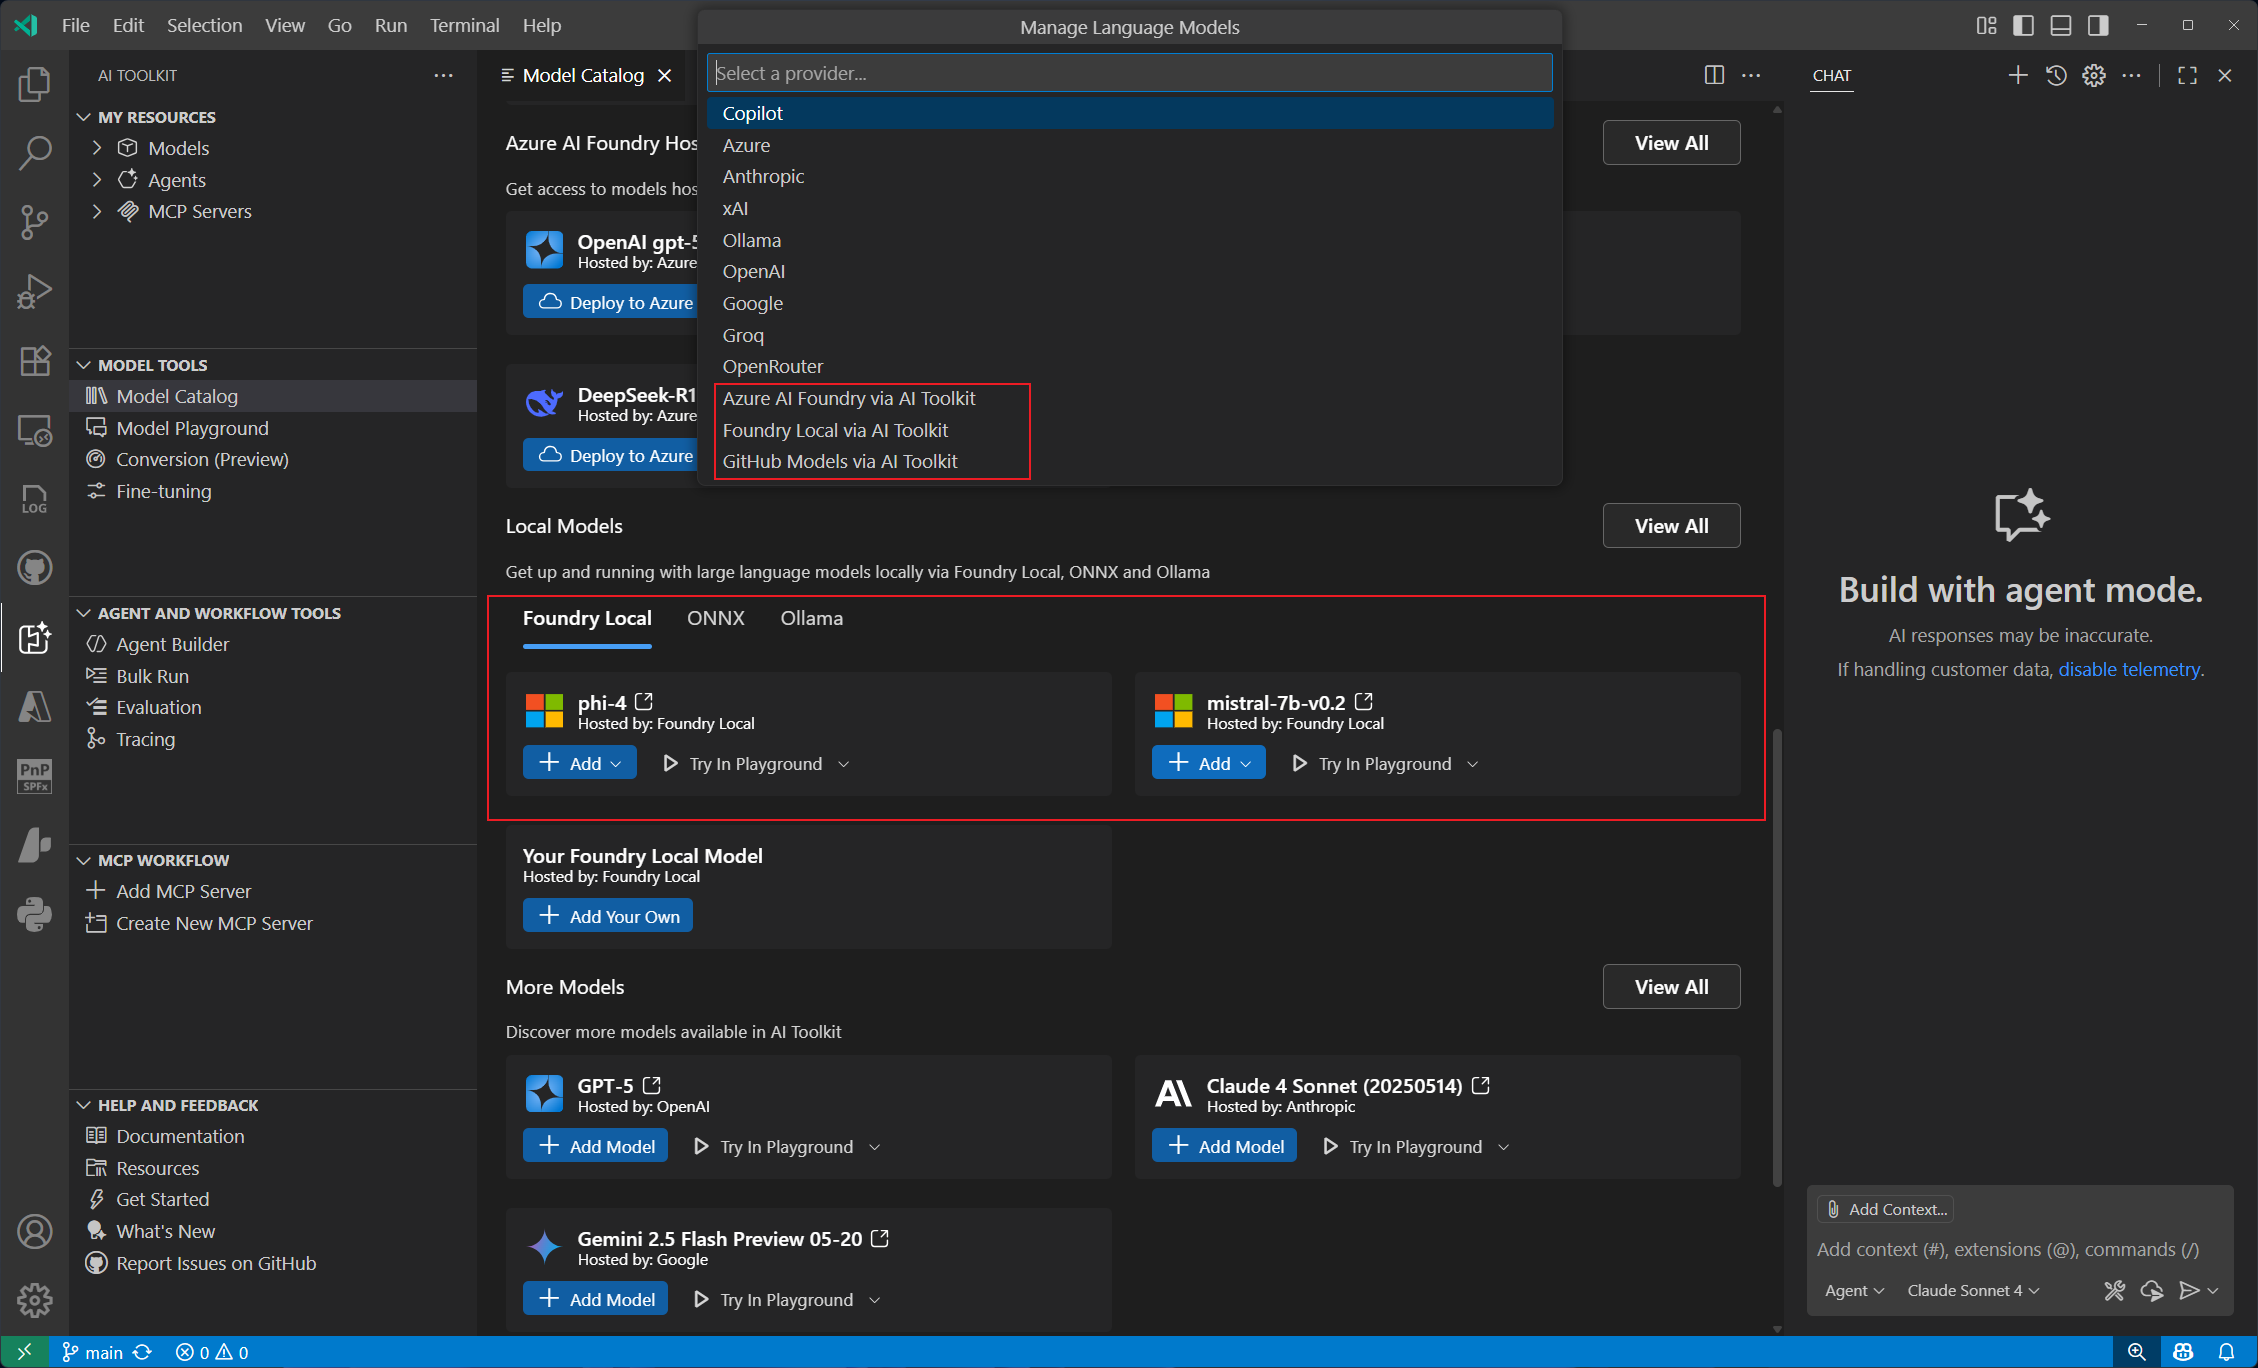 File Edit Selection View Go Run Terminal Help
Manage Language Models
Select a provider...
Copilot
Azure
Anthropic
xAI
Ollama
OpenAI
Google
Groq
OpenRouter
Azure AI Foundry via AI Toolkit
Foundry Local via AI Toolkit
GitHub Models via AI Toolkit
AI TOOLKIT
MY RESOURCES
Models
Agents
MCP Servers
MODEL TOOLS
Model Catalog
Model Playground
Conversion (Preview)
Fine-tuning
AGENT AND WORKFLOW TOOLS
Agent Builder
Bulk Run
Evaluation
Tracing
MCP WORKFLOW
Add MCP Server
Create New MCP Server
HELP AND FEEDBACK
Documentation
Resources
Get Started
What's New
Report Issues on GitHub
LOG
PnP
SPFx
Model Catalog
Azure AI Foundry Hos
View All
Get access to models hos
OpenAI gpt-5
Hosted by: Azure
Deploy to Azure
DeepSeek-R1
Hosted by: Azure
Deploy to Azure
Local Models
View All
Get up and running with large language models locally via Foundry Local, ONNX and Ollama
Foundry Local ONNX Ollama
phi-4
Hosted by: Foundry Local
Add Try In Playground
mistral-7b-v0.2
Hosted by: Foundry Local
Add Try In Playground
Your Foundry Local Model
Hosted by: Foundry Local
Add Your Own
More Models
View All
Discover more models available in AI Toolkit
GPT-5
Hosted by: OpenAI
Add Model Try In Playground
Claude 4 Sonnet (20250514)
Hosted by: Anthropic
Add Model Try In Playground
Gemini 2.5 Flash Preview 05-20
Hosted by: Google
Add Model Try In Playground
CHAT
Build with agent mode.
AI responses may be inaccurate.
If handling customer data, disable telemetry.
Add Context...
Add context (#), extensions (@), commands (/)
Agent Claude Sonnet 4
main 0 0